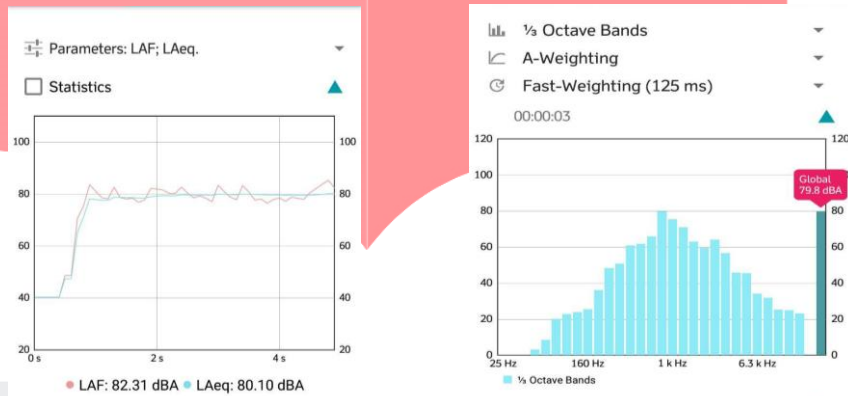 Parameters: LAF; LAeq.
Statistics
100
100
80
80
60
60
40
40
20
20
0 s
2 s
4 s
LAF: 82.31 dBA LAeq: 80.10 dBA
⅓ Octave Bands
A-Weighting
Fast-Weighting (125 ms)
00:00:03
120
120
100
Global
79.8 dBA
80
80
60
60
40
40
20
20
0
0
25 Hz
160 Hz
1 kHz
6.3 kHz
⅓ Octave Bands